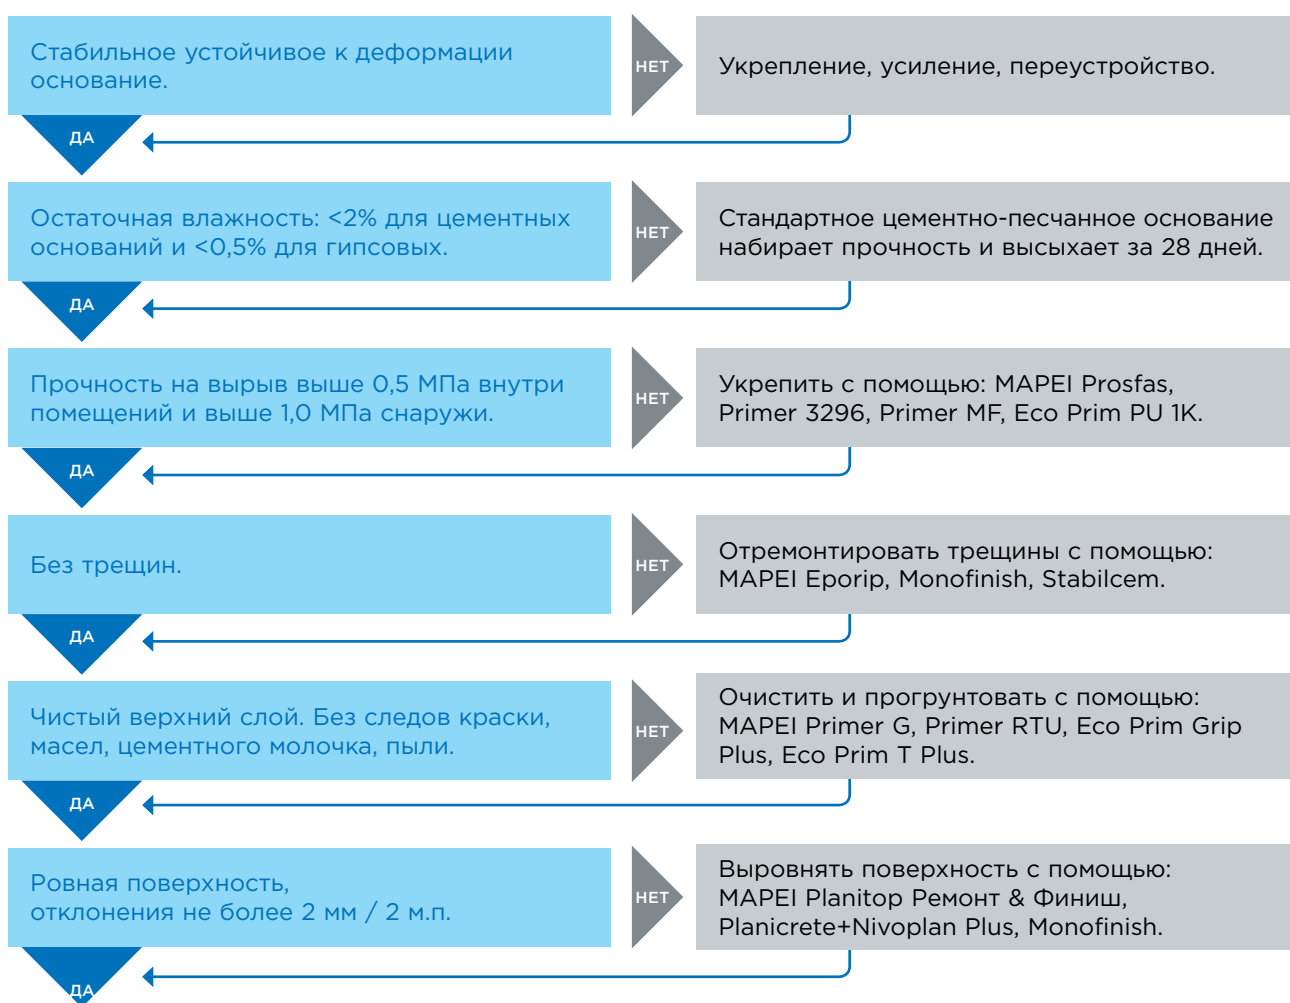 Стабильное устойчивое к деформации
основание.
НЕТ
Укрепление, усиление, переустройство.
ДА
Остаточная влажность: <2% для цементных
оснований и <0,5% для гипсовых.
НЕТ
Стандартное цементно-песчанное основание
набирает прочность и высыхает за 28 дней.
ДА
Прочность на вырыв выше 0,5 МПа внутри
помещений и выше 1,0 МПа снаружи.
НЕТ
Укрепить с помощью: MAPEI Prosfas,
Primer 3296, Primer MF, Eco Prim PU 1K.
ДА
Без трещин.
НЕТ
Отремонтировать трещины с помощью:
MAPEI Eporip, Monofinish, Stabilcem.
ДА
Чистый верхний слой. Без следов краски,
масел, цементного молочка, пыли.
НЕТ
Очистить и прогрунтовать с помощью:
MAPEI Primer G, Primer RTU, Eco Prim Grip
Plus, Eco Prim T Plus.
ДА
Ровная поверхность,
отклонения не более 2 мм / 2 м.п.
НЕТ
Выровнять поверхность с помощью:
MAPEI Planitop Ремонт & Финиш,
Planicrete+Nivoplan Plus, Monofinish.
ДА